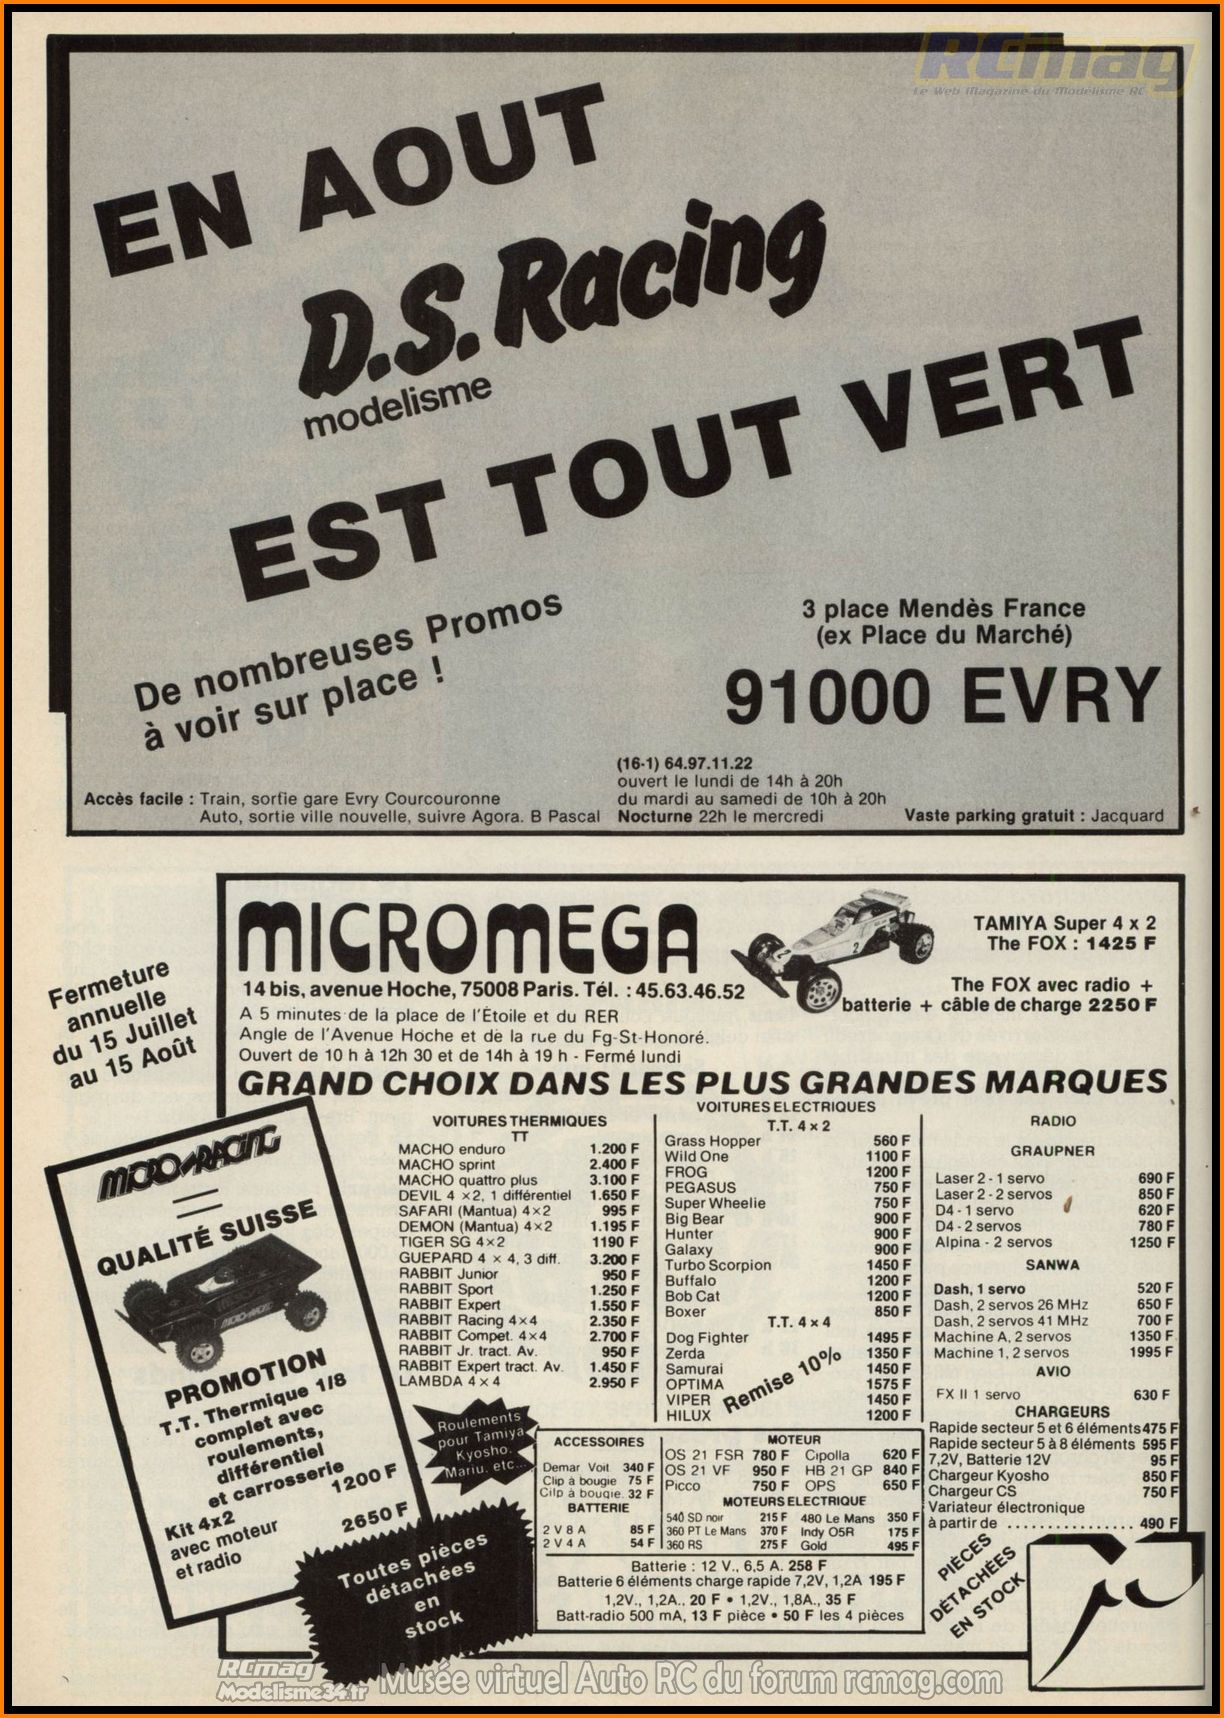 RCmag
Le Web Magazine du Modélisme RC
EN AOUT
D.S. Racing
modelisme
EST TOUT VERT
De nombreuses Promos
à voir sur place !
3 place Mendès France
(ex Place du Marché)
91000 EVRY
(16-1) 64.97.11.22
ouvert le lundi de 14h à 20h
du mardi au samedi de 10h à 20h
Nocturne 22h le mercredi
Accès facile : Train, sortie gare Evry Courcouronne
Auto, sortie ville nouvelle, suivre Agora. B Pascal
Vaste parking gratuit : Jacquard
Fermeture
annuelle
du 15 Juillet
au 15 Août
MICROMEGA
14 bis, avenue Hoche, 75008 Paris. Tél. : 45.63.46.52
A 5 minutes de la place de l'Étoile et du RER
Angle de l'Avenue Hoche et de la rue du Fg-St-Honoré.
Ouvert de 10 h à 12h 30 et de 14h à 19 h - Fermé lundi
TAMIYA Super 4 x 2
The FOX : 1425 F
The FOX avec radio +
batterie + câble de charge 2250 F
GRAND CHOIX DANS LES PLUS GRANDES MARQUES
MICRO-RACING
QUALITÉ SUISSE
PROMOTION
T.T. Thermique 1/8
complet avec
roulements,
différentiel
et carrosserie
1200 F
Kit 4x2
avec moteur
et radio
2650 F
VOITURES THERMIQUES
TT
MACHO enduro 1.200 F
MACHO sprint 2.400 F
MACHO quattro plus 3.100 F
DEVIL 4 ×2, 1 différentiel 1.650 F
SAFARI (Mantua) 4×2 995 F
DEMON (Mantua) 4×2 1.195 F
TIGER SG 4×2 1190 F
GUEPARD 4 × 4, 3 diff. 3.200 F
RABBIT Junior 950 F
RABBIT Sport 1.250 F
RABBIT Expert 1.550 F
RABBIT Racing 4×4 2.350 F
RABBIT Compet. 4×4 2.700 F
RABBIT Jr. tract. Av. 950 F
RABBIT Expert tract. Av. 1.450 F
LAMBDA 4 × 4 2.950 F
VOITURES ELECTRIQUES
T.T. 4 × 2
Grass Hopper 560 F
Wild One 1100 F
FROG 1200 F
PEGASUS 750 F
Super Wheelie 750 F
Big Bear 900 F
Hunter 900 F
Galaxy 900 F
Turbo Scorpion 1450 F
Buffalo 1200 F
Bob Cat 1200 F
Boxer 850 F
T.T. 4 × 4
Dog Fighter 1495 F
Zerda 1350 F
Samurai 1450 F
OPTIMA 1575 F
VIPER 1450 F
HILUX 1200 F
Remise 10%
RADIO
GRAUPNER
Laser 2 - 1 servo 690 F
Laser 2 - 2 servos 850 F
D4 - 1 servo 620 F
D4 - 2 servos 780 F
Alpina - 2 servos 1250 F
SANWA
Dash, 1 servo 520 F
Dash, 2 servos 26 MHz 650 F
Dash, 2 servos 41 MHz 700 F
Machine A, 2 servos 1350 F
Machine 1, 2 servos 1995 F
AVIO
FX II 1 servo 630 F
CHARGEURS
Rapide secteur 5 et 6 éléments 475 F
Rapide secteur 5 à 8 éléments 595 F
7,2V, Batterie 12V 95 F
Chargeur Kyosho 850 F
Chargeur CS 750 F
Variateur électronique
à partir de ................ 490 F
Roulements
pour Tamiya
Kyosho.
Mariu. etc...
Toutes pièces
détachées
en
stock
ACCESSOIRES
Demar Voit. 340 F
Clip à bougie 75 F
Cilp à bougie. 32 F
BATTERIE
2 V 8 A 85 F
2 V 4 A 54 F
MOTEUR
OS 21 FSR 780 F Cipolla 620 F
OS 21 VF 950 F HB 21 GP 840 F
Picco 750 F OPS 650 F
MOTEURS ELECTRIQUE
540 SD noir 215 F 480 Le Mans 350 F
360 PT Le Mans 370 F Indy O5R 175 F
360 RS 275 F Gold 495 F
Batterie : 12 V., 6,5 A. 258 F
Batterie 6 éléments charge rapide 7,2V, 1,2A 195 F
1,2V., 1,2A.. 20 F • 1,2V., 1,8A., 35 F
Batt-radio 500 mA, 13 F pièce • 50 F les 4 pièces
PIÈCES
DÉTACHÉES
EN STOCK
RCmag
Modelisme34.fr
Musée virtuel Auto RC du forum rcmag.com